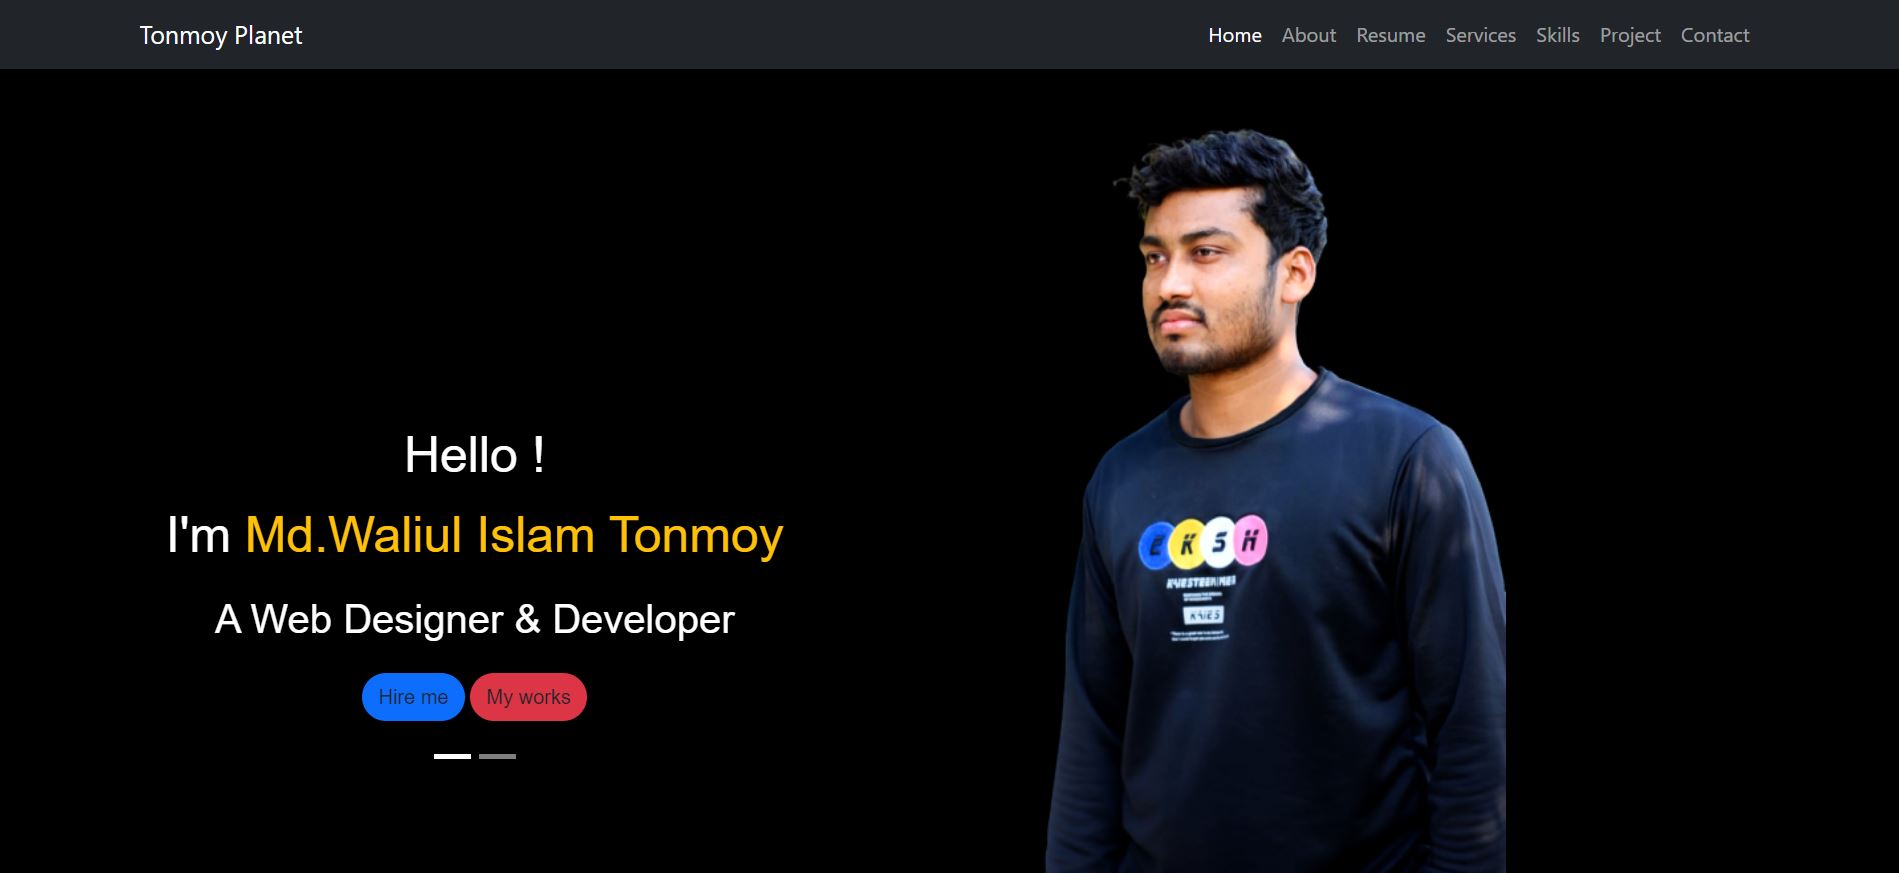 Tonmoy Planet
Home About Resume Services Skills Project Contact
Hello !
I'm Md.Waliul Islam Tonmoy
A Web Designer & Developer
Hire me My works
K S H